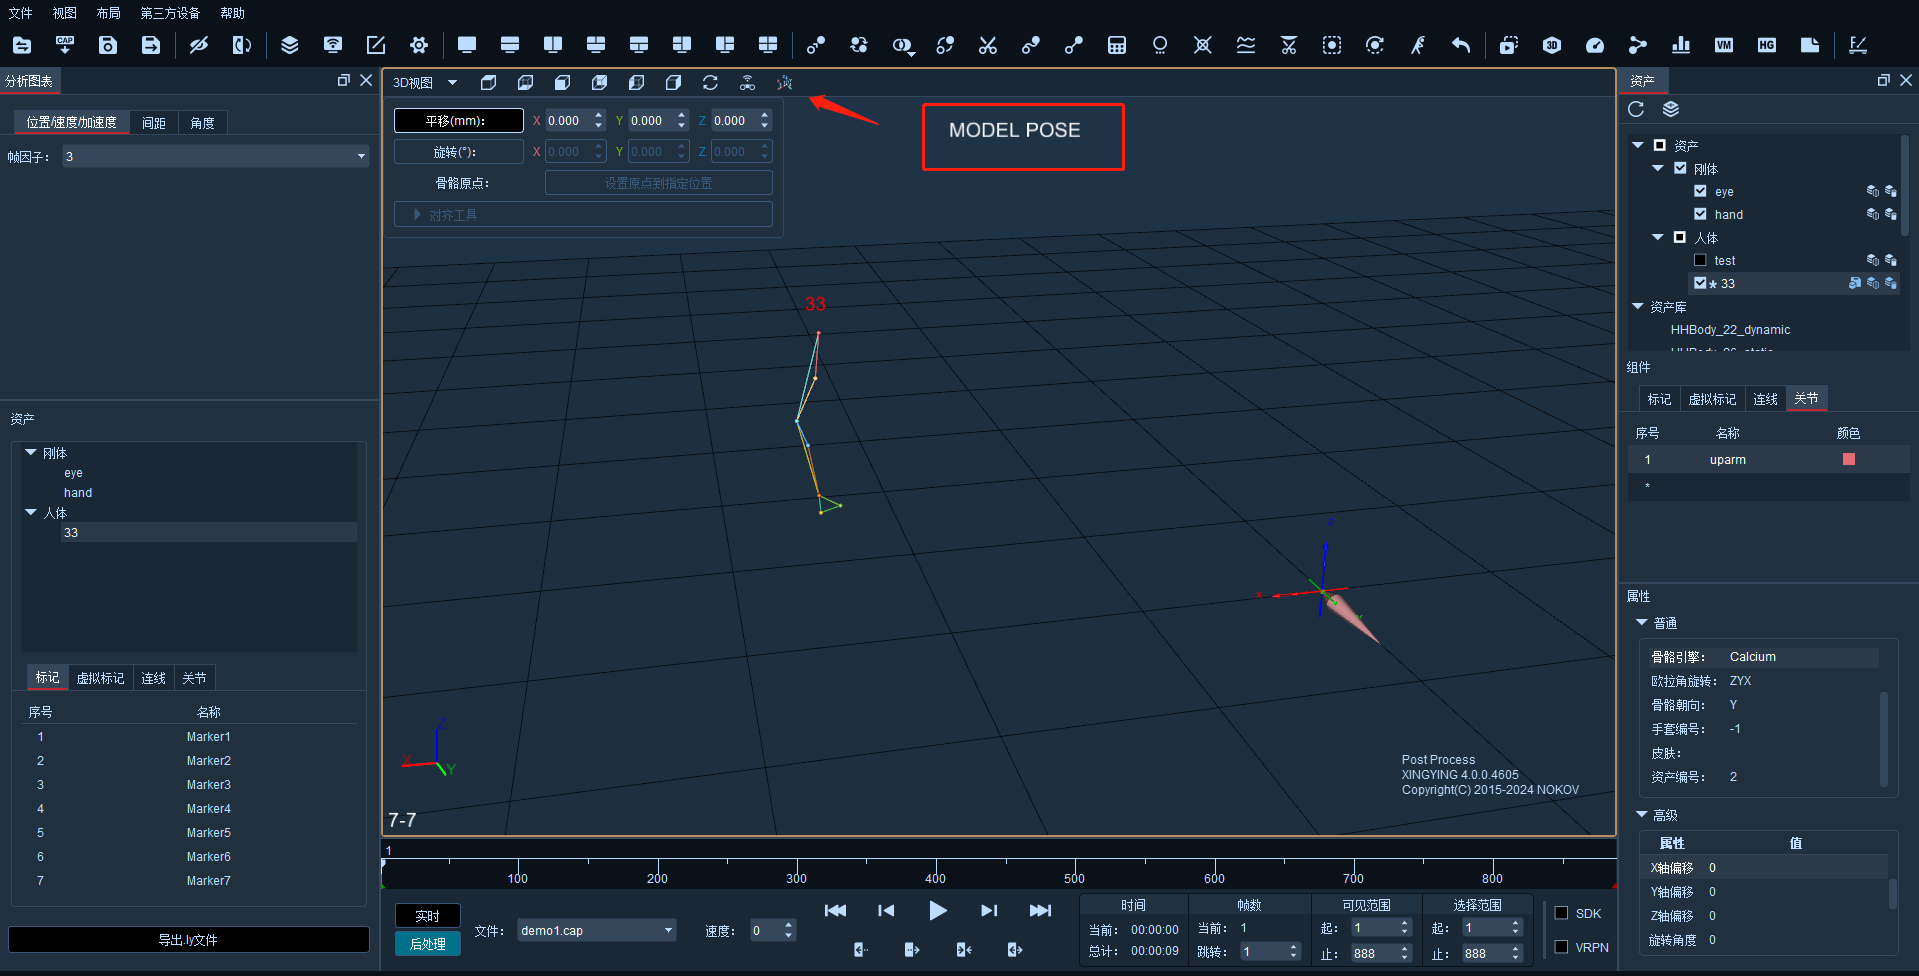 文件 视图 布局 第三方设备 帮助
CAP 3D VM HG
分析图表
位置/速度/加速度 间距 角度
帧因子： 3
资产
刚体
eye
hand
人体
33
标记 虚拟标记 连线 关节
序号 名称
1 Marker1
2 Marker2
3 Marker3
4 Marker4
5 Marker5
6 Marker6
7 Marker7
导出.ly文件
3D视图
平移(mm)： X 0.000 Y 0.000 Z 0.000
旋转(°)： X 0.000 Y 0.000 Z 0.000
骨骼原点： 设置原点到指定位置
对齐工具
MODEL POSE
33
Z
X
Y
Z
X
Y
Post Process
XINGYING 4.0.0.4605
Copyright(C) 2015-2024 NOKOV
7-7
1
100 200 300 400 500 600 700 800
实时
后处理
文件： demo1.cap
速度： 0
时间
当前： 00:00:00
总计： 00:00:09
帧数
当前： 1
跳转： 1
可见范围
起： 1
止： 888
选择范围
起： 1
止： 888
SDK
VRPN
资产
资产
刚体
eye
hand
人体
test
33
资产库
HHBody_22_dynamic
组件
标记 虚拟标记 连线 关节
序号 名称 颜色
1 uparm
*
属性
普通
骨骼引擎： Calcium
欧拉角旋转： ZYX
骨骼朝向： Y
手套编号： -1
皮肤：
资产编号： 2
高级
属性 值
X轴偏移 0
Y轴偏移 0
Z轴偏移 0
旋转角度 0